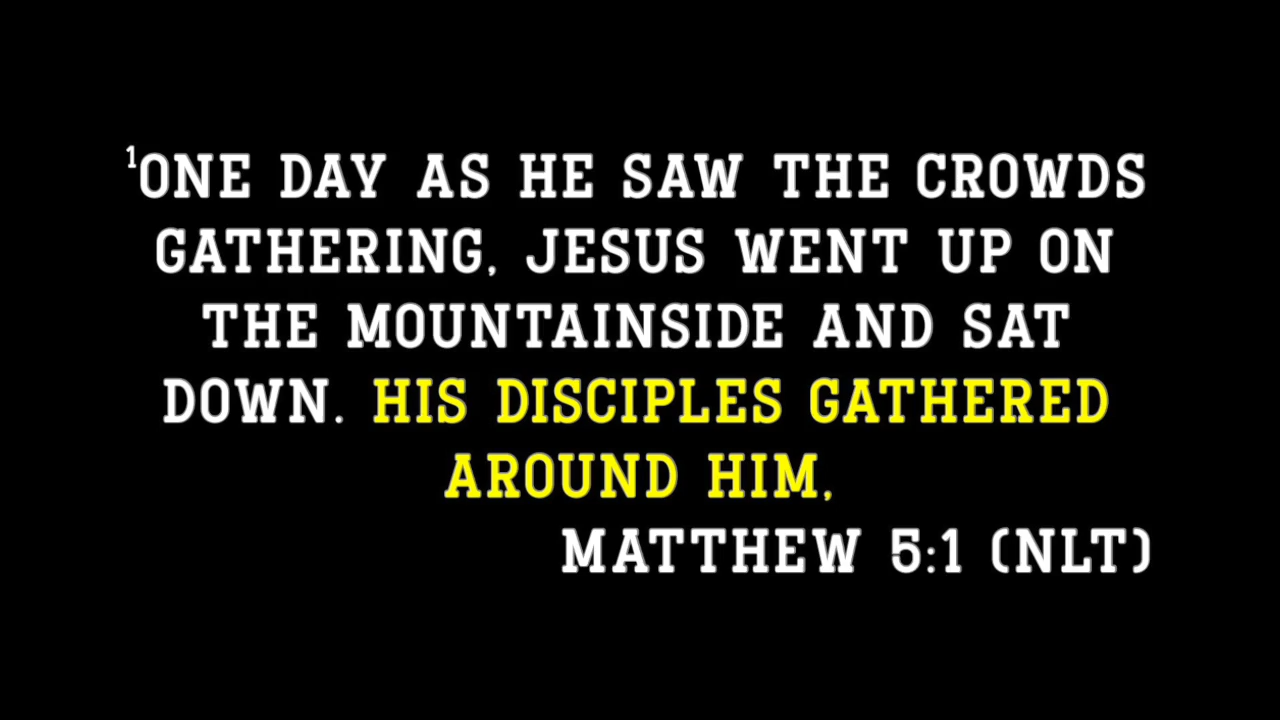 ¹ONE DAY AS HE SAW THE CROWDS
GATHERING, JESUS WENT UP ON
THE MOUNTAINSIDE AND SAT
DOWN. HIS DISCIPLES GATHERED
AROUND HIM,
MATTHEW 5:1 (NLT)